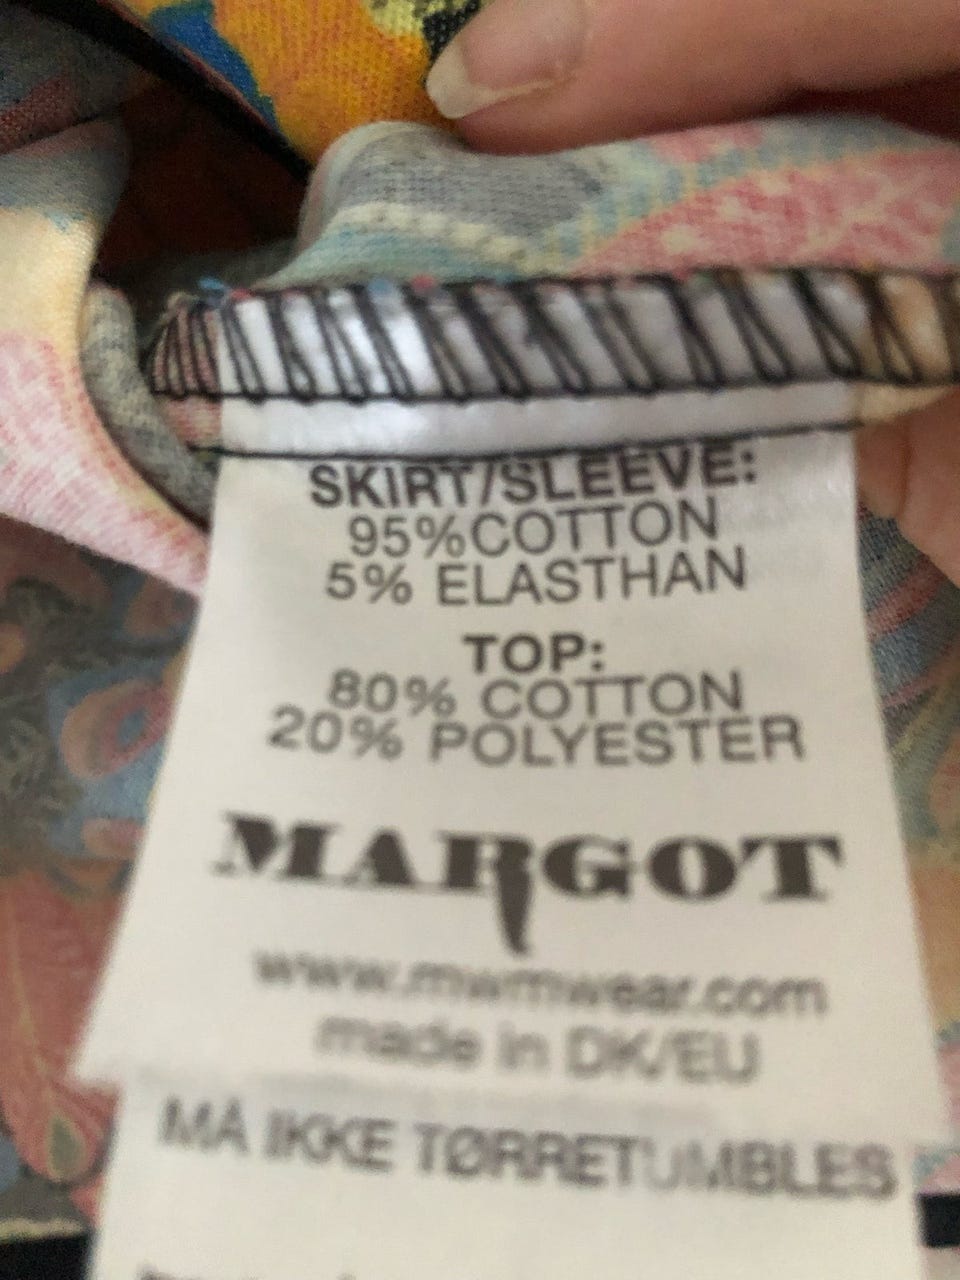 SKIRT/SLEEVE:
95%COTTON
5% ELASTHAN
TOP:
80% COTTON
20% POLYESTER
MARGOT
www.mwmwear.com
made in DK/EU
MÅ IKKE TØRRETUMBLES